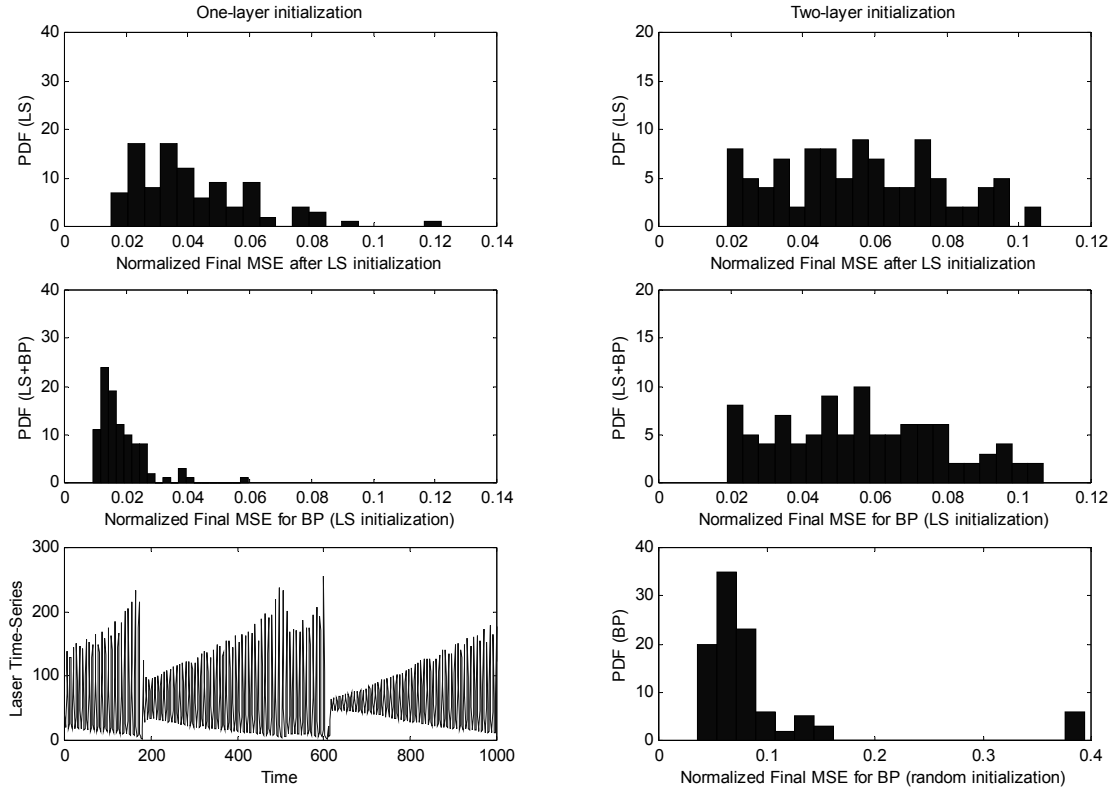 One-layer initialization
40
30
20
10
0
PDF (LS)
0 0.02 0.04 0.06 0.08 0.1 0.12 0.14
Normalized Final MSE after LS initialization
Two-layer initialization
20
15
10
5
0
PDF (LS)
0 0.02 0.04 0.06 0.08 0.1 0.12
Normalized Final MSE after LS initialization
40
30
20
10
0
PDF (LS+BP)
0 0.02 0.04 0.06 0.08 0.1 0.12 0.14
Normalized Final MSE for BP (LS initialization)
20
15
10
5
0
PDF (LS+BP)
0 0.02 0.04 0.06 0.08 0.1 0.12
Normalized Final MSE for BP (LS initialization)
300
200
100
0
Laser Time-Series
0 200 400 600 800 1000
Time
40
30
20
10
0
PDF (BP)
0 0.1 0.2 0.3 0.4
Normalized Final MSE for BP (random initialization)